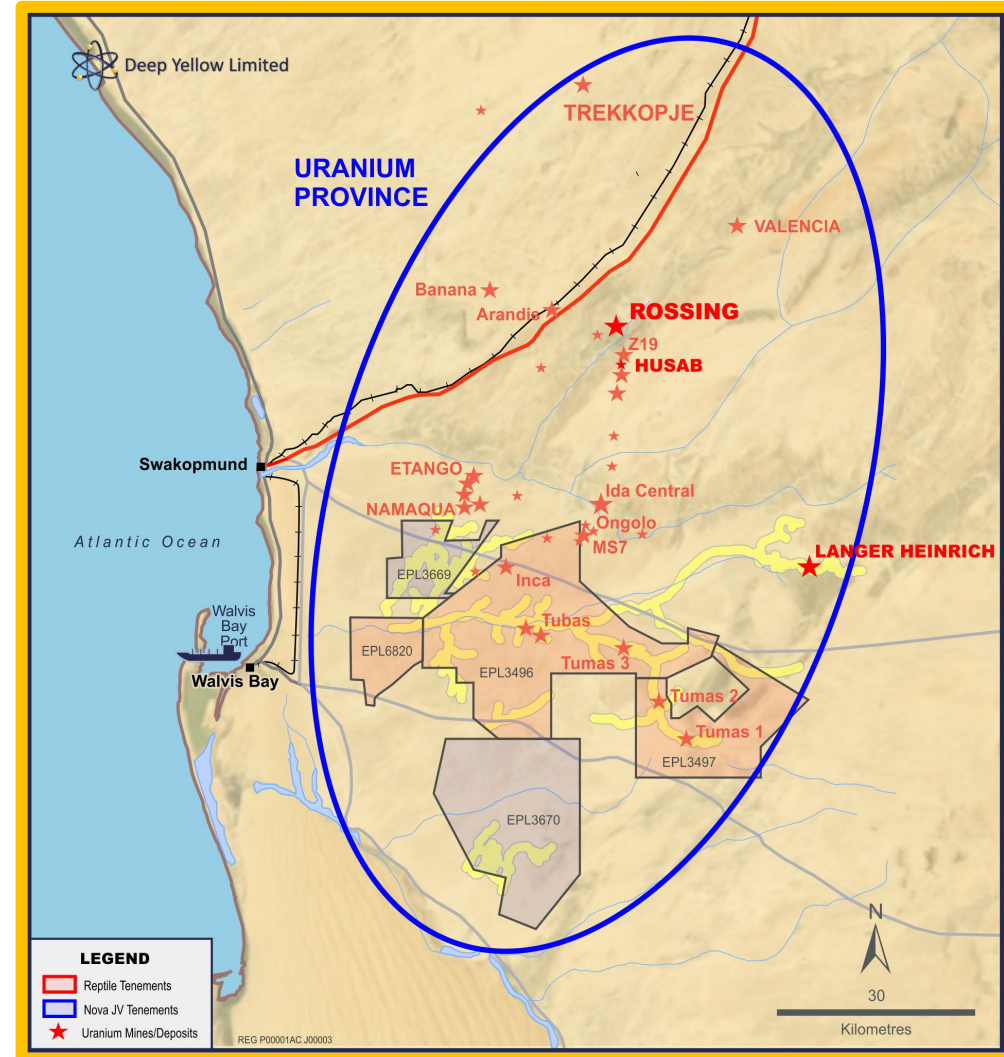 Deep Yellow Limited
TREKKOPJE
URANIUM
PROVINCE
VALENCIA
Banana
Arandis
ROSSING
Z19
HUSAB
Swakopmund
ETANGO
NAMAQUA
Ida Central
Ongolo
MS7
Atlantic Ocean
LANGER HEINRICH
EPL3669
Inca
Walvis
Bay
Port
Tubas
EPL6820
Tumas 3
EPL3496
Walvis Bay
Tumas 2
Tumas 1
EPL3497
EPL3670
N
30
Kilometres
LEGEND
Reptile Tenements
Nova JV Tenements
Uranium Mines/Deposits
REG P00001AC J00003